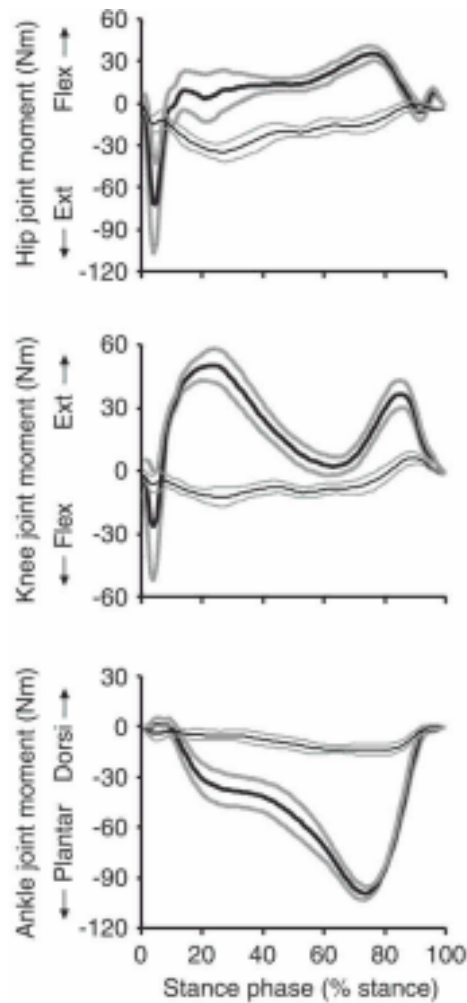 60
30
0
-30
-60
-90
-120
Hip joint moment (Nm)
← Ext Flex →
60
30
0
-30
-60
Knee joint moment (Nm)
← Flex Ext →
30
0
-30
-60
-90
-120
Ankle joint moment (Nm)
← Plantar Dorsi →
0 20 40 60 80 100
Stance phase (% stance)